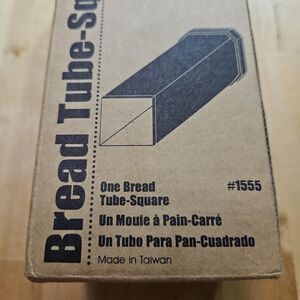 Bread Tube-Sq
One Bread
Tube-Square
#1555
Un Moule à Pain-Carré
Un Tubo Para Pan-Cuadrado
Made in Taiwan